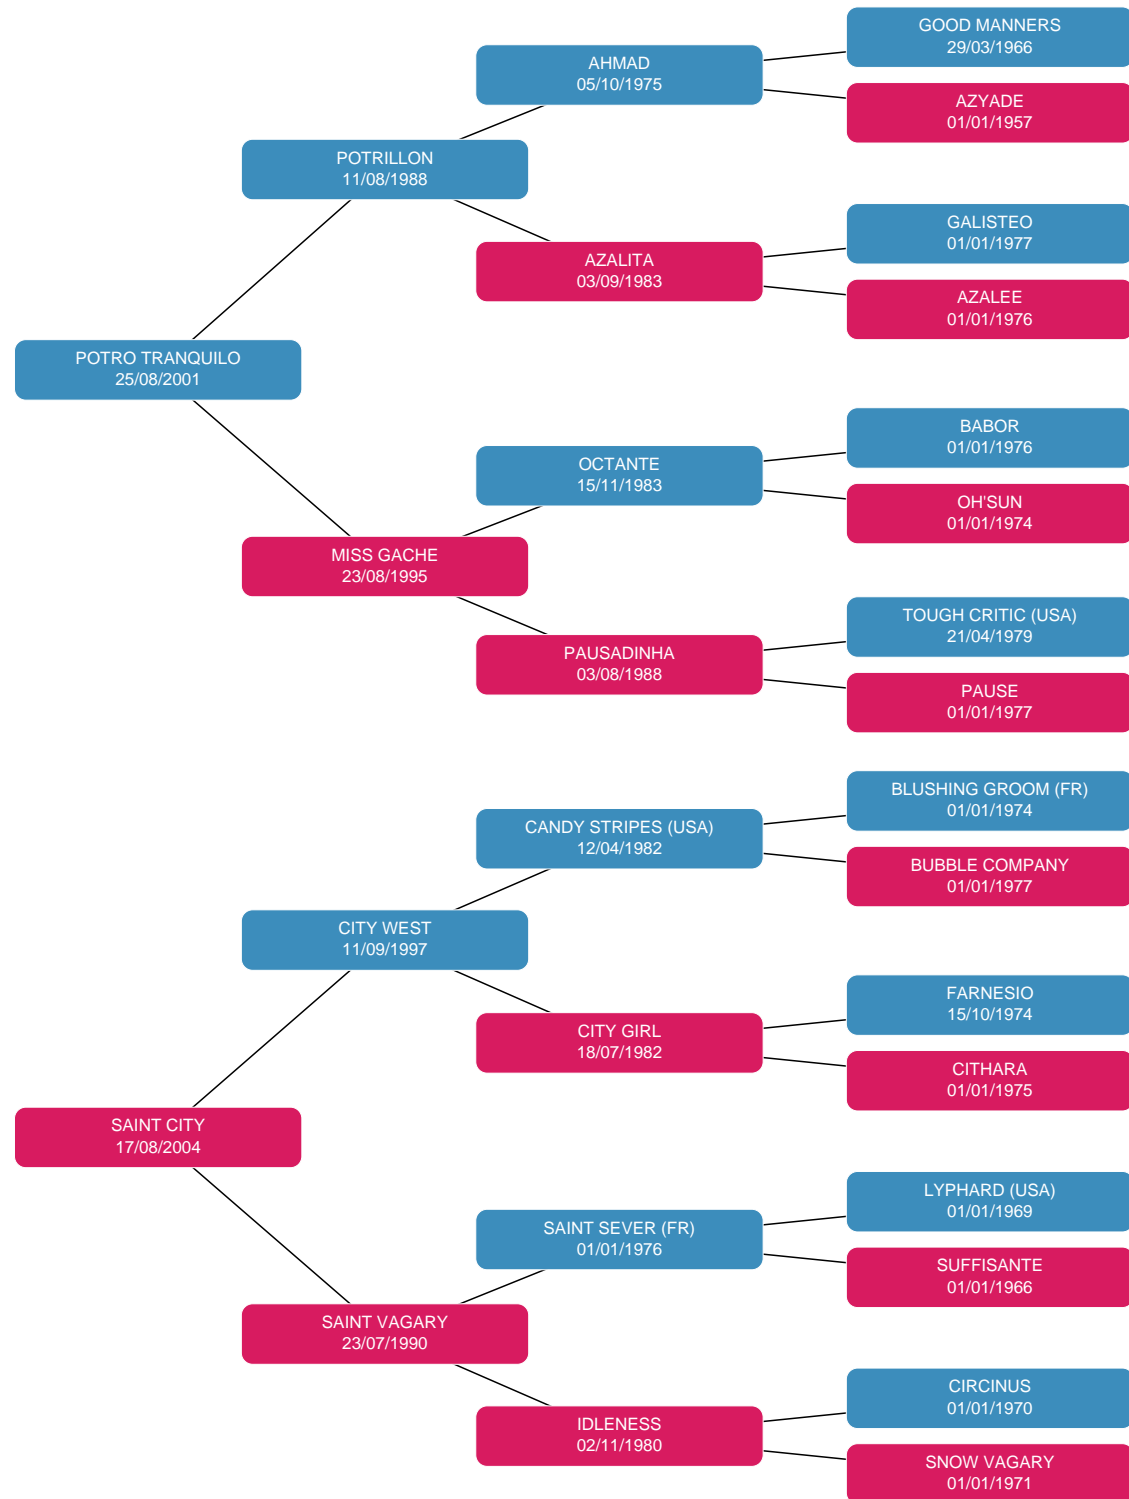 GOOD MANNERS
29/03/1966
AHMAD
05/10/1975
AZYADE
01/01/1957
POTRILLON
11/08/1988
GALISTEO
01/01/1977
AZALITA
03/09/1983
AZALEE
01/01/1976
POTRO TRANQUILO
25/08/2001
BABOR
01/01/1976
OCTANTE
15/11/1983
OH'SUN
01/01/1974
MISS GACHE
23/08/1995
TOUGH CRITIC (USA)
21/04/1979
PAUSADINHA
03/08/1988
PAUSE
01/01/1977
BLUSHING GROOM (FR)
01/01/1974
CANDY STRIPES (USA)
12/04/1982
BUBBLE COMPANY
01/01/1977
CITY WEST
11/09/1997
FARNESIO
15/10/1974
CITY GIRL
18/07/1982
CITHARA
01/01/1975
SAINT CITY
17/08/2004
LYPHARD (USA)
01/01/1969
SAINT SEVER (FR)
01/01/1976
SUFFISANTE
01/01/1966
SAINT VAGARY
23/07/1990
CIRCINUS
01/01/1970
IDLENESS
02/11/1980
SNOW VAGARY
01/01/1971